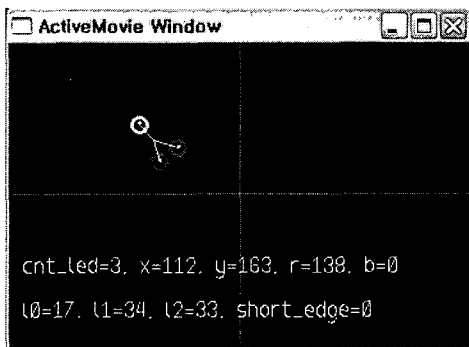 ActiveMovie Window
cnt_led=3, x=112, y=163, r=138, b=0
l0=17, l1=34, l2=33, short_edge=0